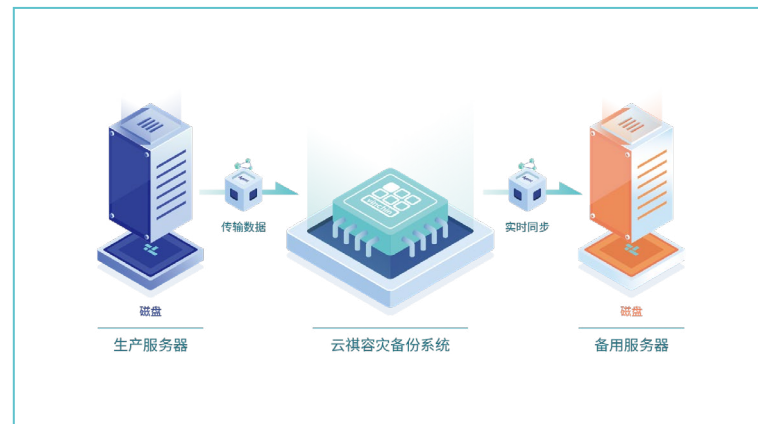 传输数据
实时同步
磁盘
磁盘
生产服务器
云祺容灾备份系统
备用服务器